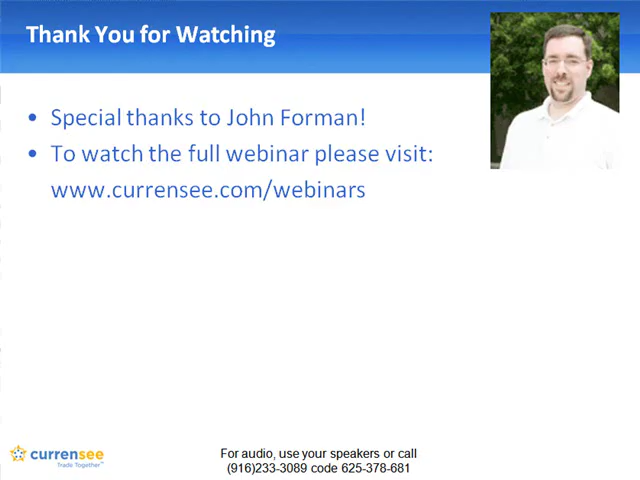 Thank You for Watching
• Special thanks to John Forman!
• To watch the full webinar please visit:
www.currensee.com/webinars
currensee
Trade Together™
For audio, use your speakers or call
(916)233-3089 code 625-378-681